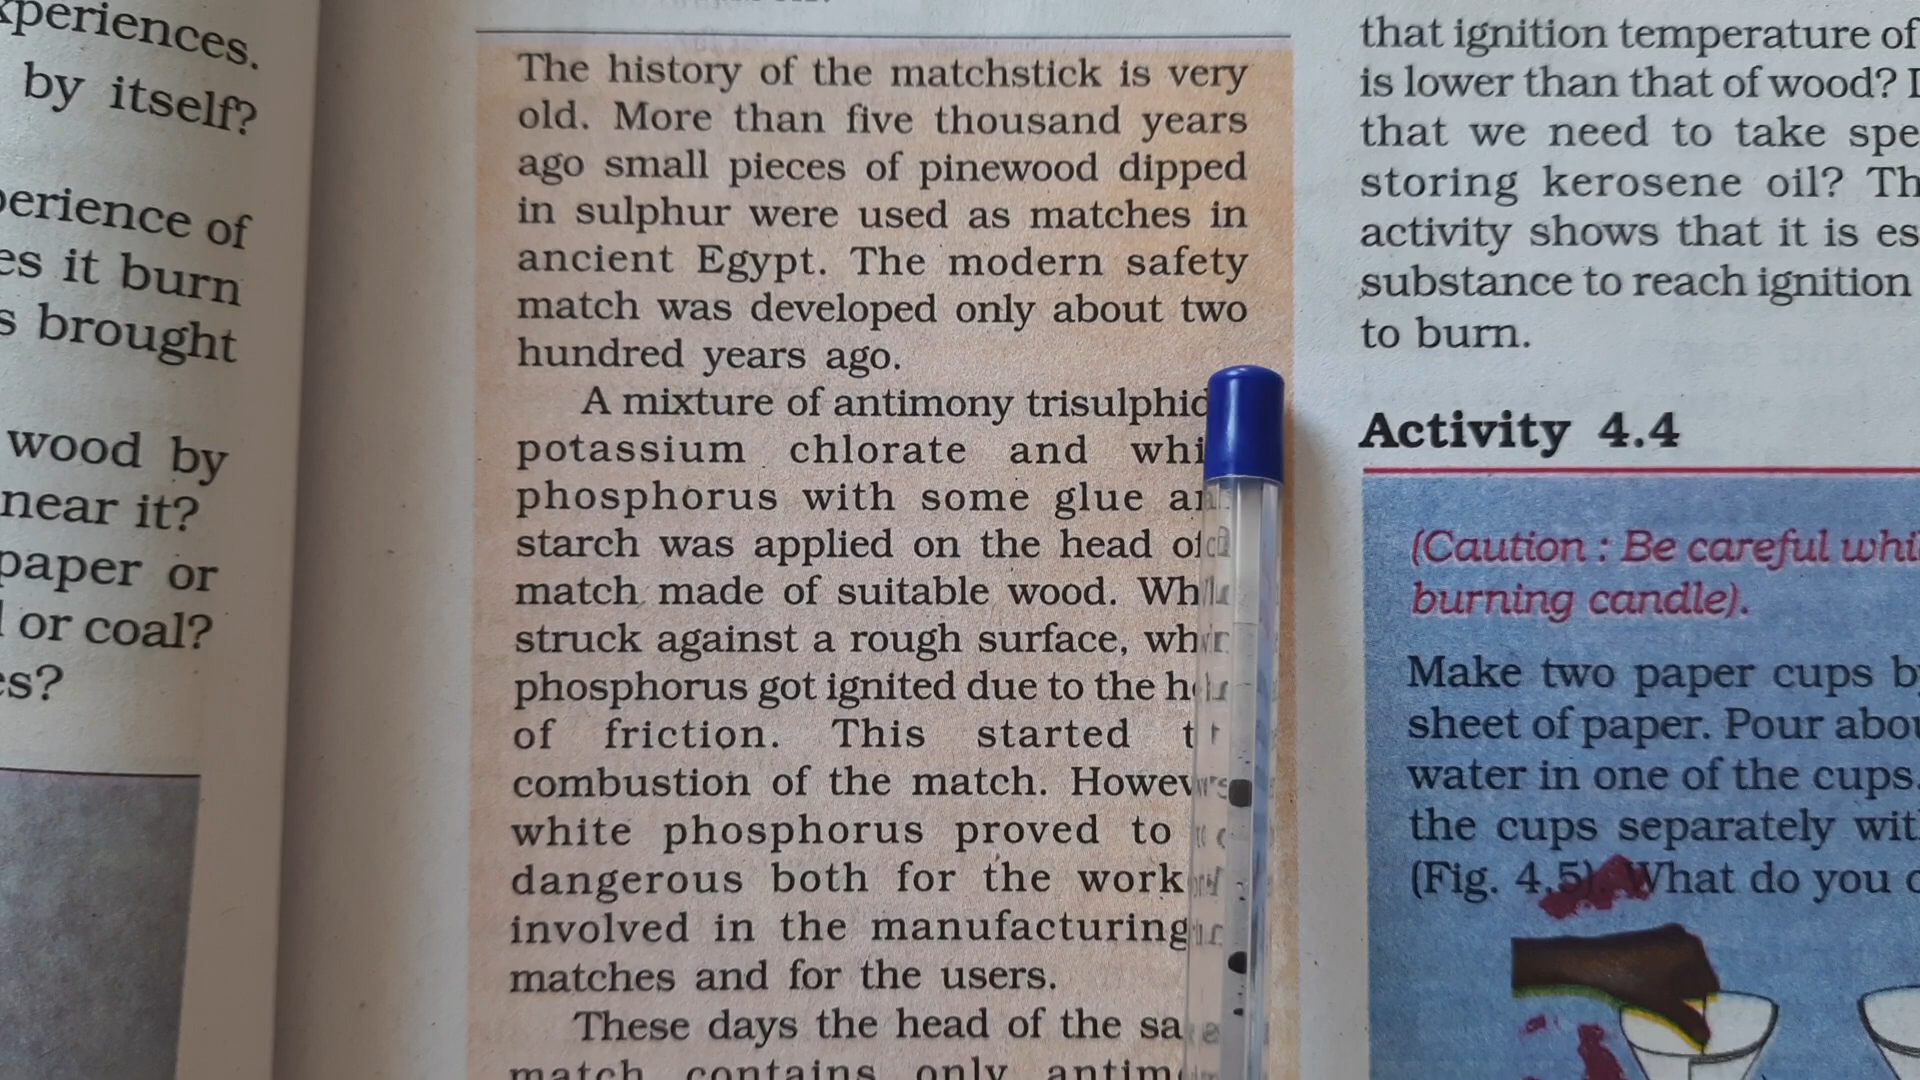 xperiences.
by itself?
perience of
es it burn
s brought
wood by
near it?
paper or
or coal?
es?
The history of the matchstick is very
old. More than five thousand years
ago small pieces of pinewood dipped
in sulphur were used as matches in
ancient Egypt. The modern safety
match was developed only about two
hundred years ago.
A mixture of antimony trisulphid
potassium chlorate and whi
phosphorus with some glue
starch was applied on the head
match made of suitable wood. Wh
struck against a rough surface, wh
phosphorus got ignited due to the
of friction. This started
combustion of the match. Howev
white phosphorus proved to
dangerous both for the work
involved in the manufacturing
matches and for the users.
These days the head of the sa
match contains only antim
that ignition temperature of
is lower than that of wood?
that we need to take spe
storing kerosene oil? Th
activity shows that it is es
substance to reach ignition
to burn.
Activity 4.4
(Caution : Be careful whi
burning candle).
Make two paper cups b
sheet of paper. Pour abou
water in one of the cups.
the cups separately wit
(Fig. 4.5). What do you